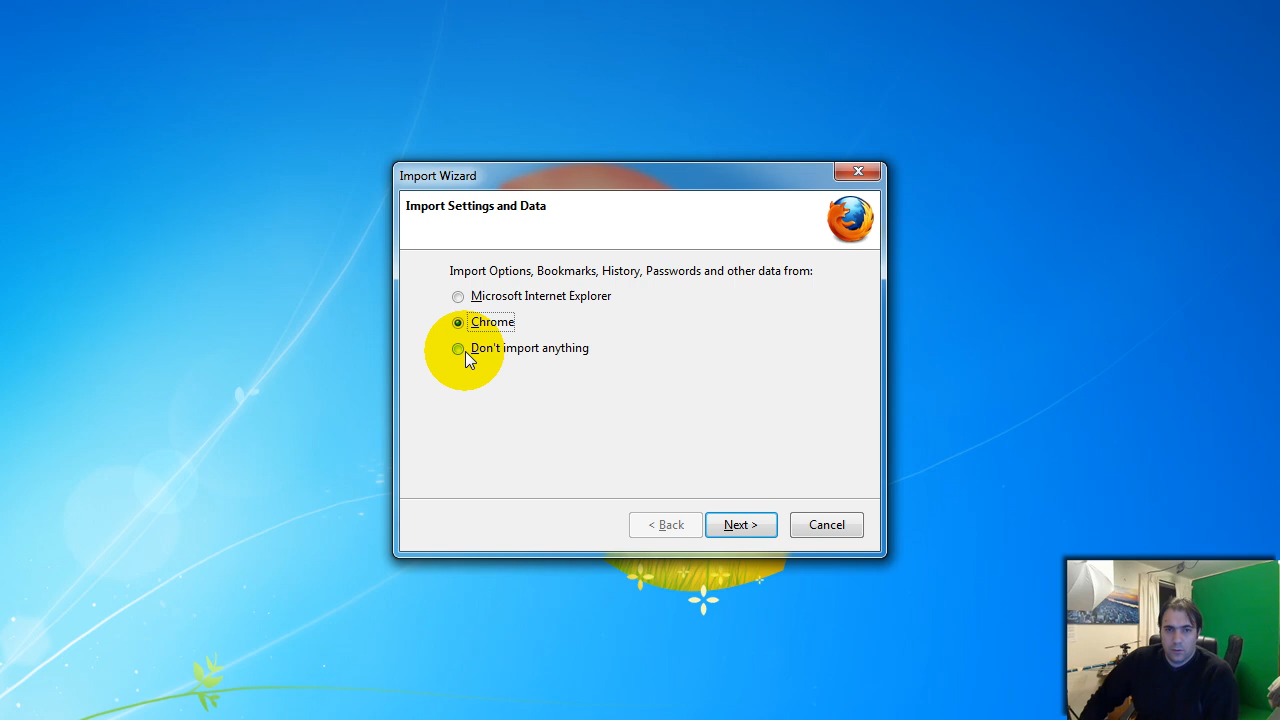 Import Wizard
Import Settings and Data
Import Options, Bookmarks, History, Passwords and other data from:
Microsoft Internet Explorer
Chrome
Don't import anything
< Back
Next >
Cancel